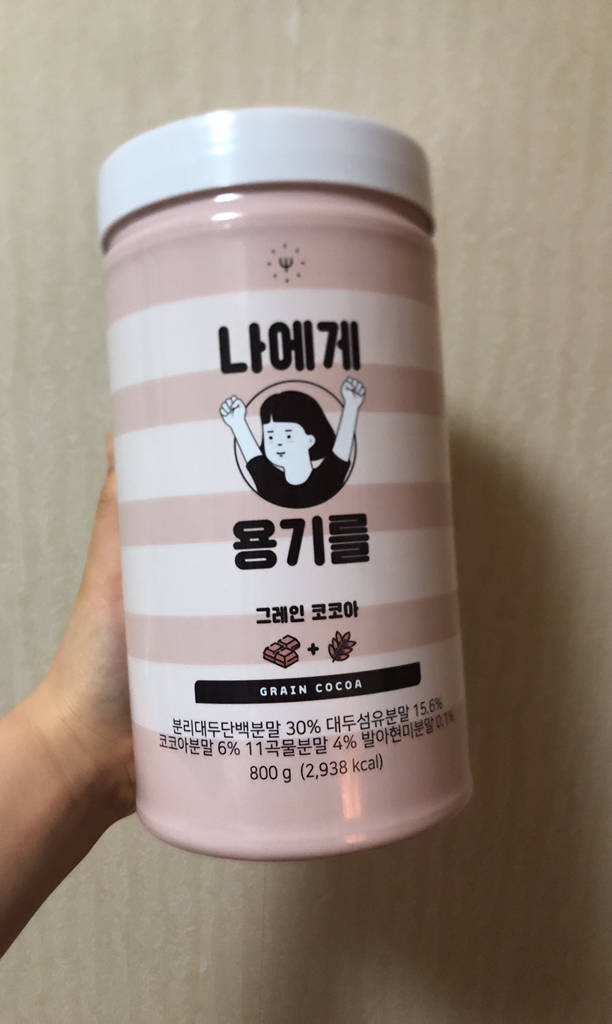 나에게
용기를
그레인 코코아
GRAIN COCOA
분리대두단백분말 30% 대두섬유분말 15.6%
코코아분말 6% 11곡물분말 4% 발아현미분말 0.1%
800 g (2,938 kcal)